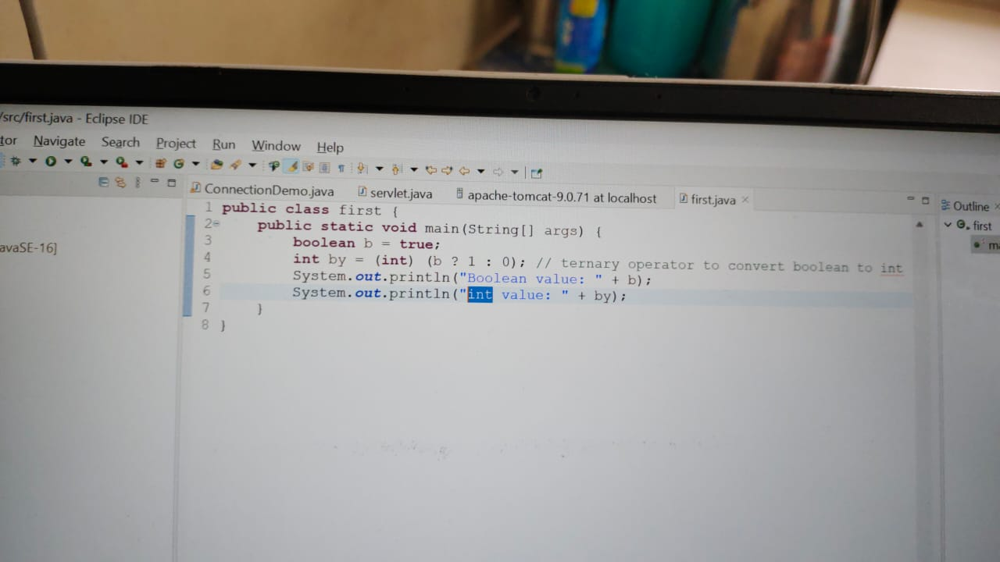 /src/first.java - Eclipse IDE
tor Navigate Search Project Run Window Help
ConnectionDemo.java servlet.java apache-tomcat-9.0.71 at localhost first.java
Outline
first
ma
avaSE-16]
1 public class first {
2 public static void main(String[] args) {
3 boolean b = true;
4 int by = (int) (b ? 1 : 0); // ternary operator to convert boolean to int
5 System.out.println("Boolean value: " + b);
6 System.out.println("int value: " + by);
7 }
8 }